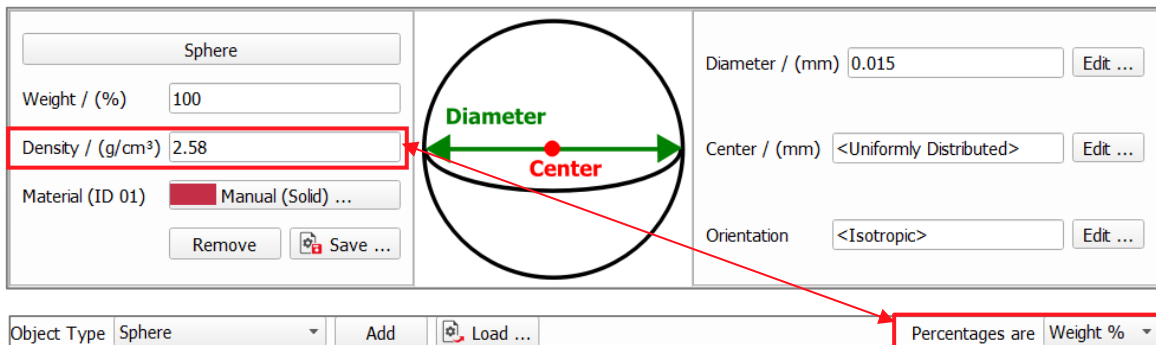 Sphere
Weight / (%) 100
Density / (g/cm³) 2.58
Material (ID 01) Manual (Solid) ...
Remove Save ...
Diameter
Center
Diameter / (mm) 0.015 Edit ...
Center / (mm) <Uniformly Distributed> Edit ...
Orientation <Isotropic> Edit ...
Object Type Sphere Add Load ... Percentages are Weight %